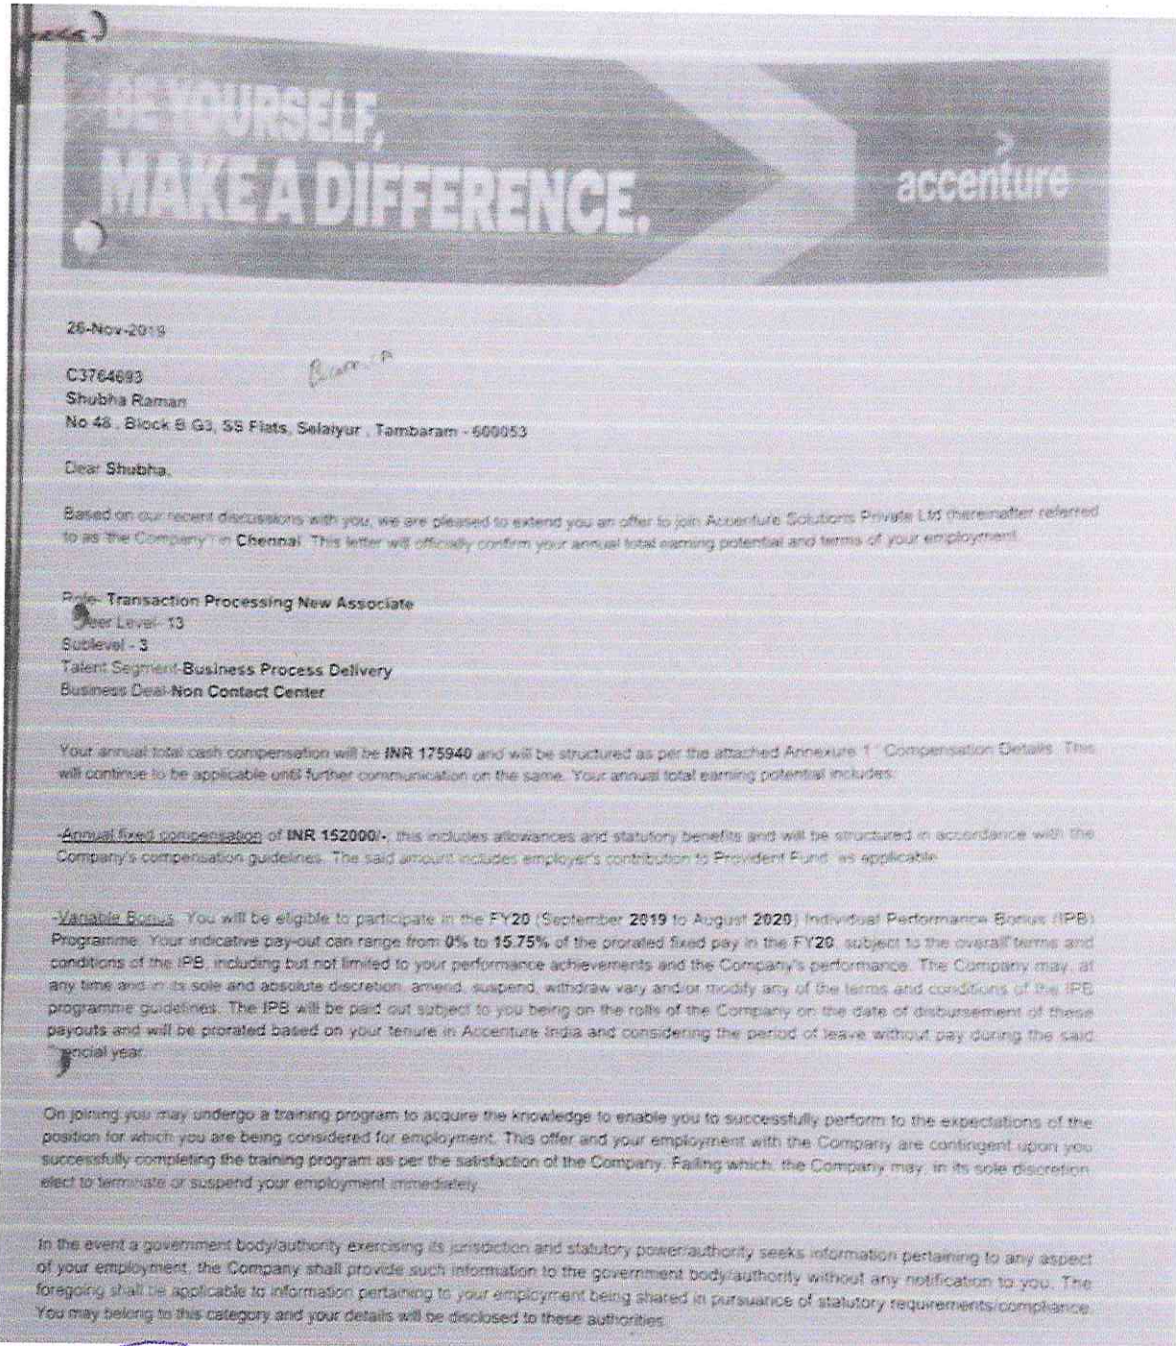 BE YOURSELF,
MAKE A DIFFERENCE.
accenture
26-Nov-2019
C3764693
Shubha Raman
No 48 , Block B G3, SS Flats, Selaiyur , Tambaram - 600053
Dear Shubha,
Based on our recent discussions with you, we are pleased to extend you an offer to join Accenture Solutions Private Ltd (hereinafter referred
to as 'the Company') in Chennai. This letter will officially confirm your annual total earning potential and terms of your employment.
Role- Transaction Processing New Associate
Level- 13
Sublevel - 3
Talent Segment-Business Process Delivery
Business Deal-Non Contact Center
Your annual total cash compensation will be INR 175940 and will be structured as per the attached Annexure 1 Compensation Details. This
will continue to be applicable until further communication on the same. Your annual total earning potential includes:
-Annual fixed compensation of INR 152000/-, this includes allowances and statutory benefits and will be structured in accordance with the
Company's compensation guidelines. The said amount includes employer's contribution to Provident Fund, as applicable
-Variable Bonus. You will be eligible to participate in the FY20 (September 2019 to August 2020) Individual Performance Bonus (IPB)
Programme. Your indicative pay-out can range from 0% to 15.75% of the prorated fixed pay in the FY20, subject to the overall terms and
conditions of the IPB, including but not limited to your performance achievements and the Company's performance. The Company may, at
any time and in its sole and absolute discretion, amend, suspend, withdraw vary and/or modify any of the terms and conditions of the IPB
programme guidelines. The IPB will be paid out subject to you being on the rolls of the Company on the date of disbursement of these
payouts and will be prorated based on your tenure in Accenture India and considering the period of leave without pay during the said
year.
On joining you may undergo a training program to acquire the knowledge to enable you to successfully perform to the expectations of the
position for which you are being considered for employment. This offer and your employment with the Company are contingent upon you
successfully completing the training program as per the satisfaction of the Company. Failing which, the Company may, in its sole discretion
elect to terminate or suspend your employment immediately.
In the event a government body/authority exercising its jurisdiction and statutory power/authority seeks information pertaining to any aspect
of your employment, the Company shall provide such information to the government body/authority without any notification to you. The
foregoing shall be applicable to information pertaining to your employment being shared in pursuance of statutory requirements/compliance.
You may belong to this category and your details will be disclosed to these authorities.